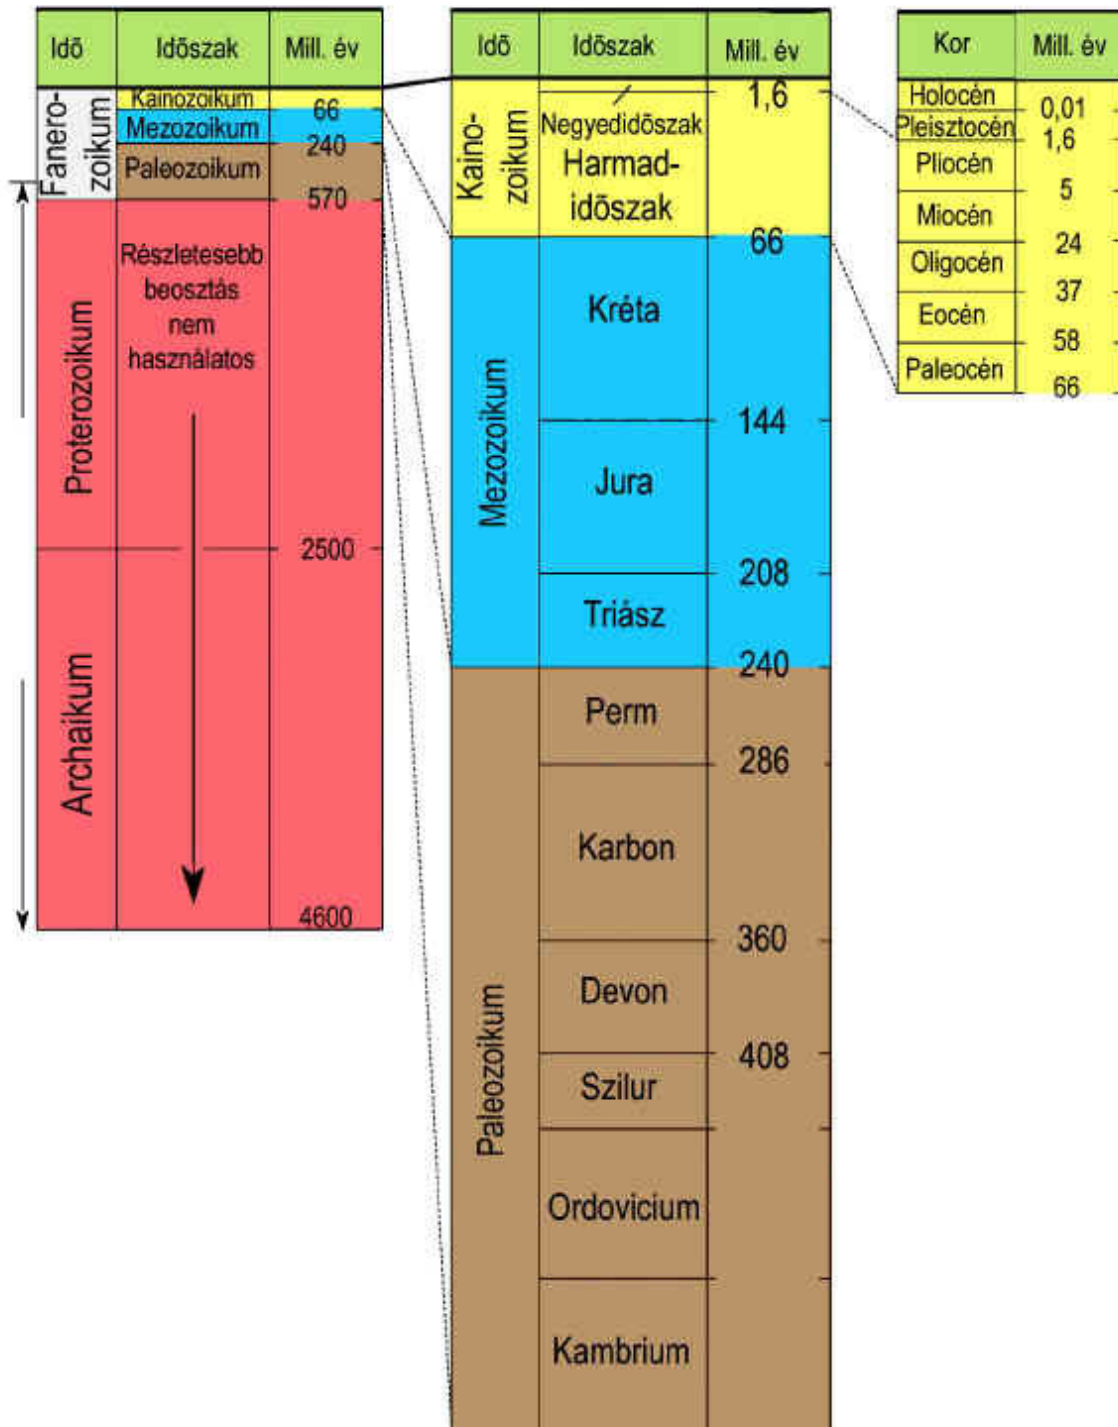 Idő Időszak Mill. év
Fanero-
zoikum
Kainozoikum
66
Mezozoikum
240
Paleozoikum
570
Proterozoikum
Részletesebb
beosztás
nem
használatos
2500
Archaikum
4600
Idő Időszak Mill. év
Kaino-
zoikum
1,6
Negyedidőszak
Harmad-
időszak
66
Mezozoikum
Kréta
144
Jura
208
Triász
240
Paleozoikum
Perm
286
Karbon
360
Devon
408
Szilur
Ordovicium
Kambrium
Kor Mill. év
Holocén
0,01
Pleisztocén
1,6
Pliocén
5
Miocén
24
Oligocén
37
Eocén
58
Paleocén
66